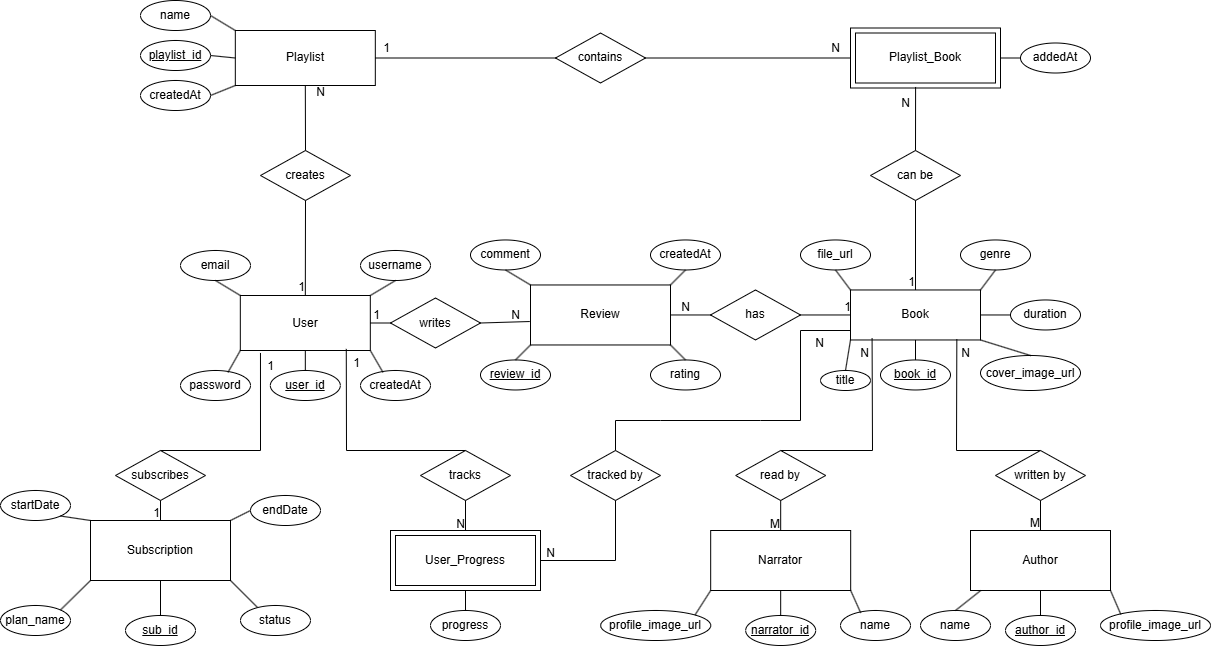 name
playlist_id
createdAt
Playlist
1
contains
N
Playlist_Book
addedAt
N
N
creates
can be
email
username
comment
createdAt
file_url
genre
1
1
User
1
writes
N
Review
N
has
1
Book
duration
N
N
N
password
1
user_id
1
createdAt
review_id
rating
title
book_id
cover_image_url
subscribes
tracks
tracked by
read by
written by
startDate
endDate
1
N
M
M
Subscription
User_Progress
N
Narrator
Author
plan_name
sub_id
status
progress
profile_image_url
narrator_id
name
name
author_id
profile_image_url